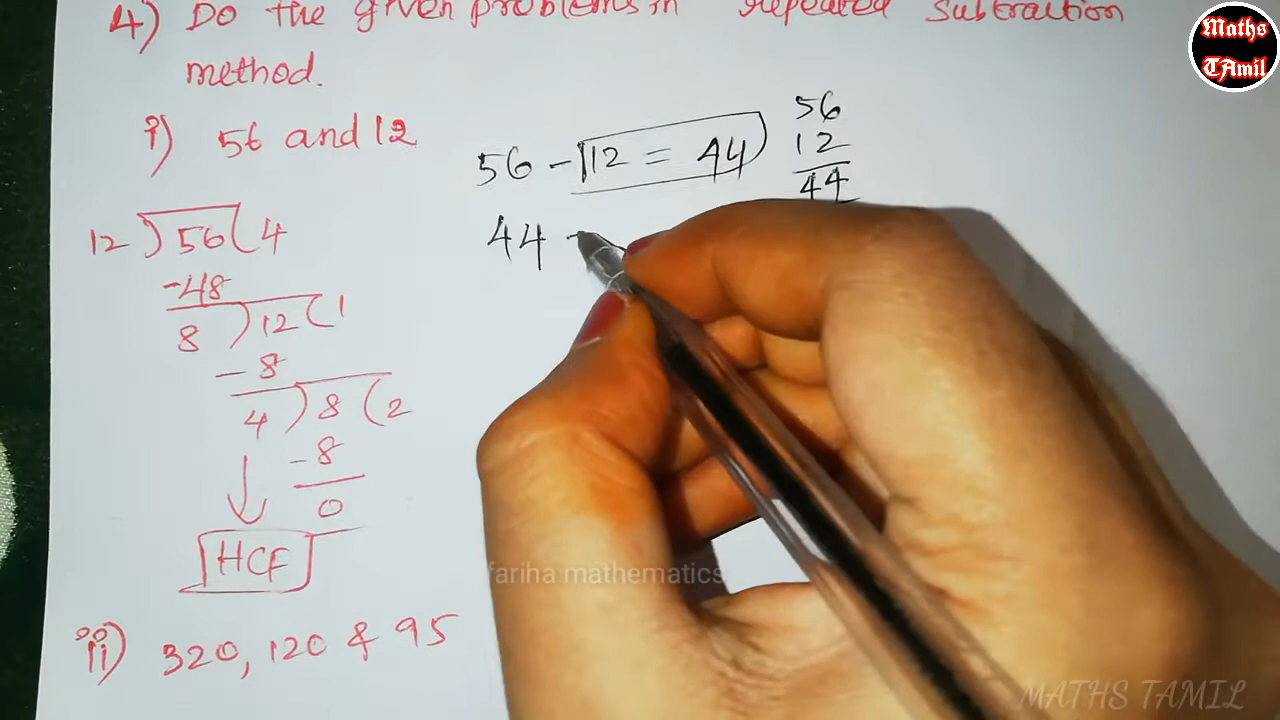 4) Do the given problems in repeated subtraction
method.
i) 56 and 12
12 ) 56 ( 4
-48
8 ) 12 ( 1
- 8
4 ) 8 ( 2
- 8
0
HCF
ii) 320, 120 & 95
56 - 12 = 44
44 -
56
12
44
Maths
TAmil
fariha mathematics
MATHS TAMIL